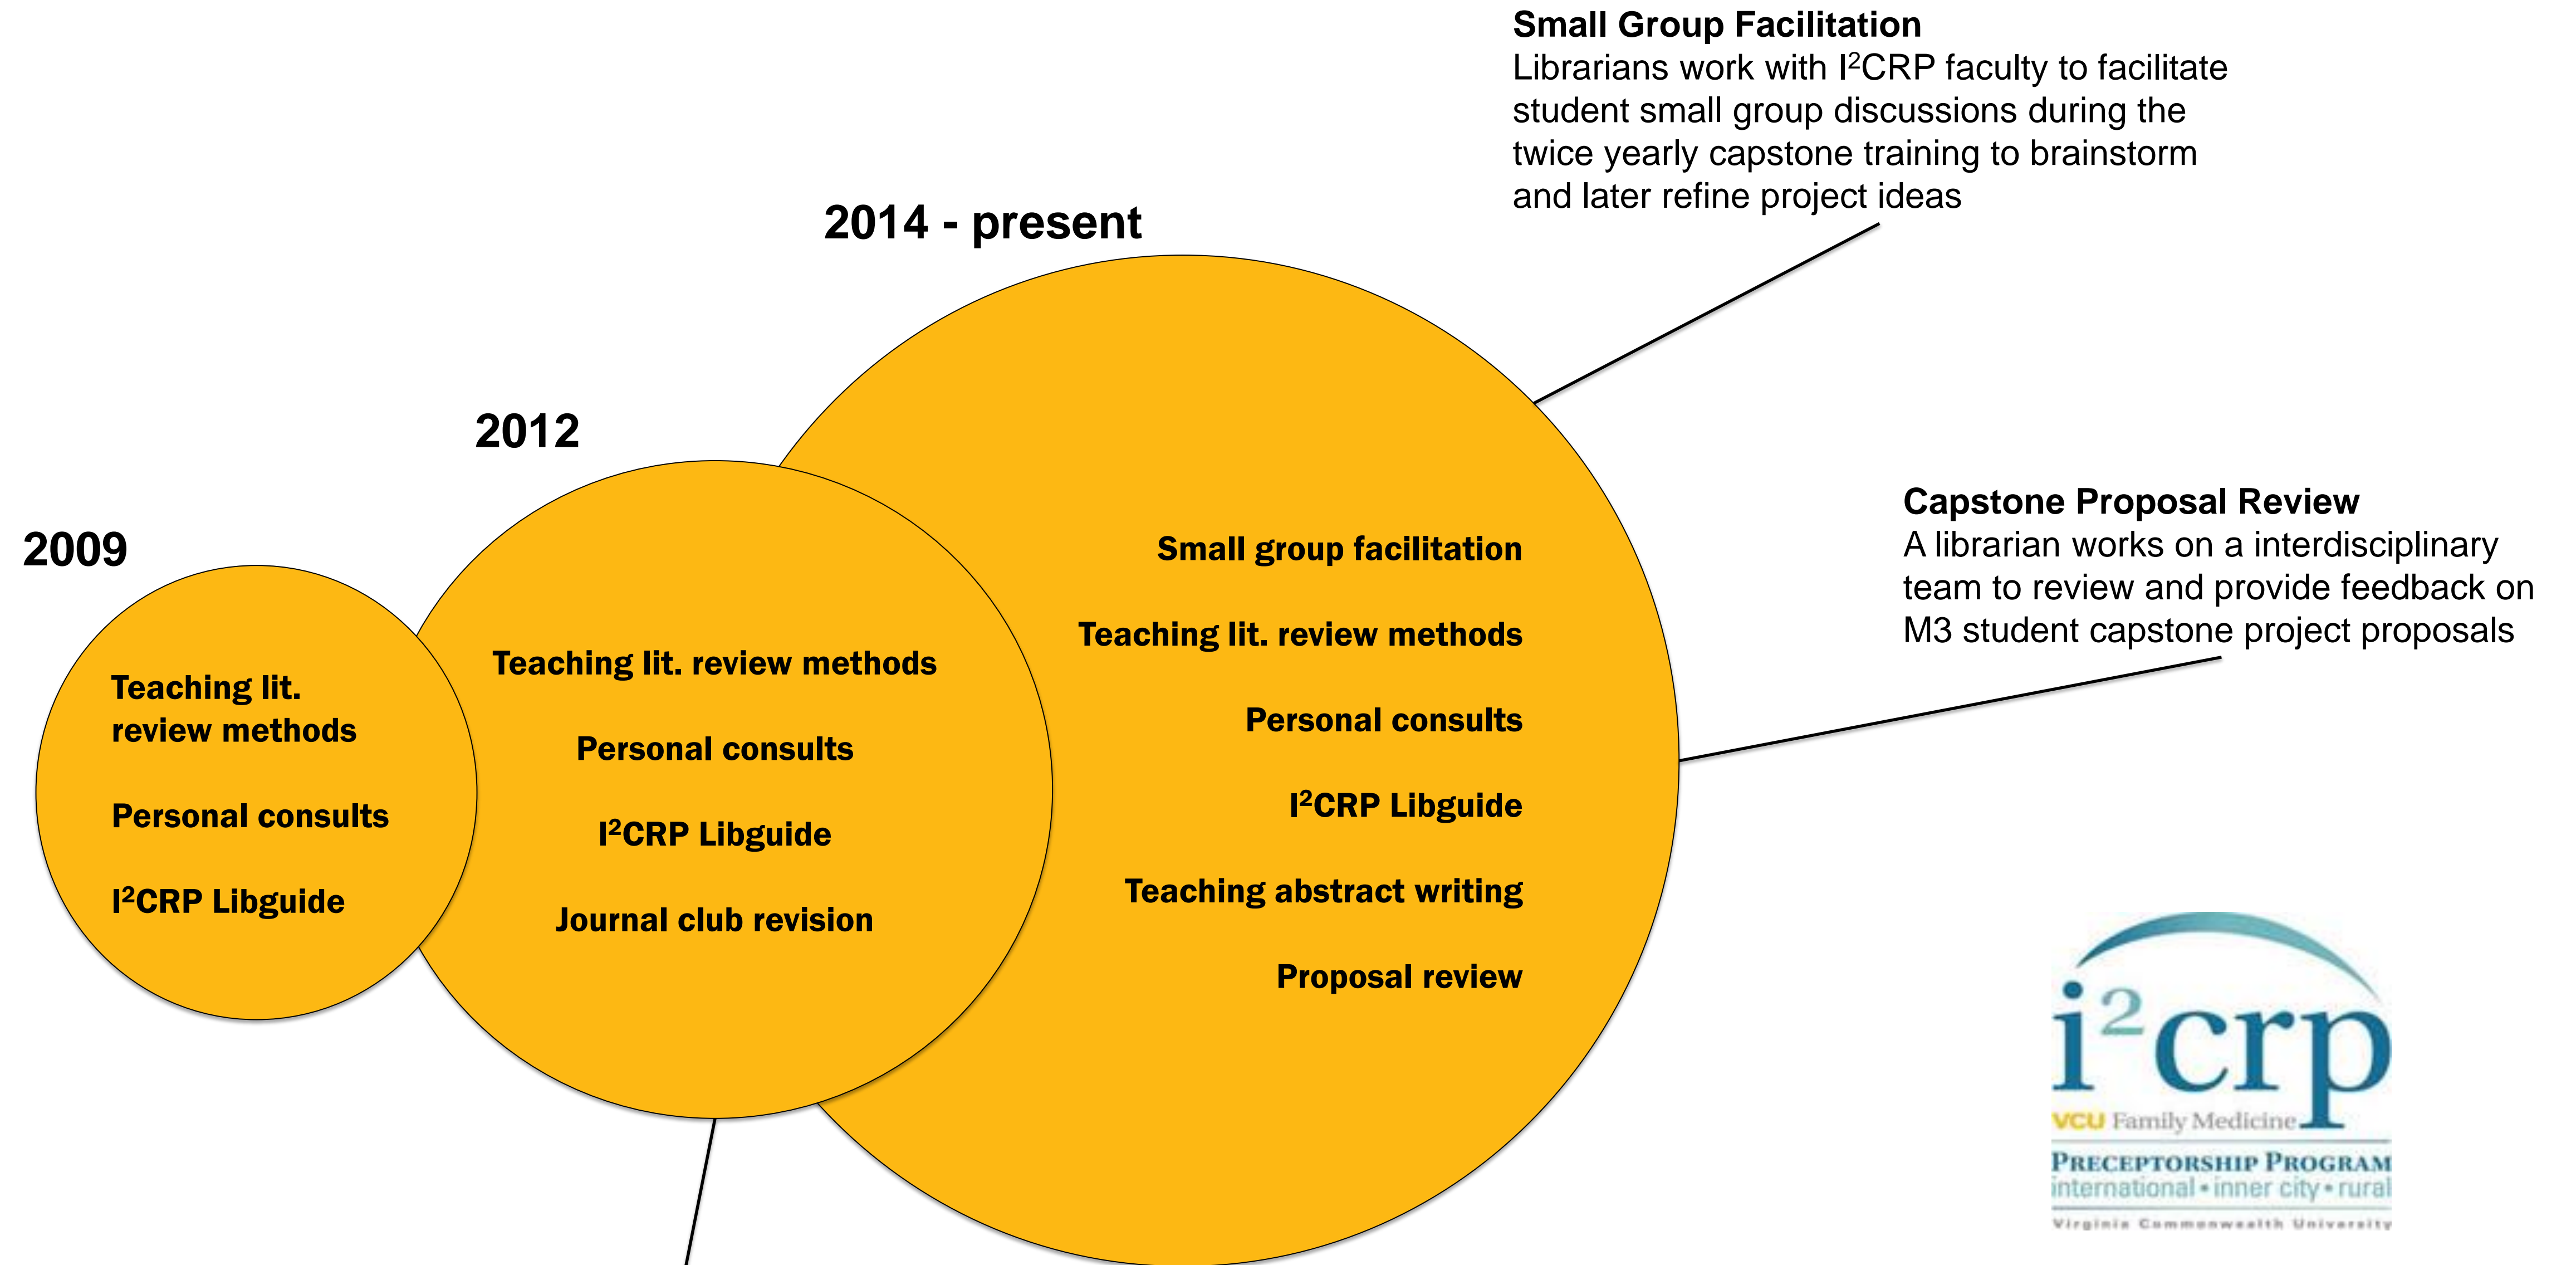 Small Group Facilitation
Librarians work with I²CRP faculty to facilitate
student small group discussions during the
twice yearly capstone training to brainstorm
and later refine project ideas
2014 - present
2012
2009
Capstone Proposal Review
A librarian works on a interdisciplinary
team to review and provide feedback on
M3 student capstone project proposals
Teaching lit.
review methods
Personal consults
I²CRP Libguide
Teaching lit. review methods
Personal consults
I²CRP Libguide
Journal club revision
Small group facilitation
Teaching lit. review methods
Personal consults
I²CRP Libguide
Teaching abstract writing
Proposal review
i²crp
VCU Family Medicine
PRECEPTORSHIP PROGRAM
international • inner city • rural
Virginia Commonwealth University